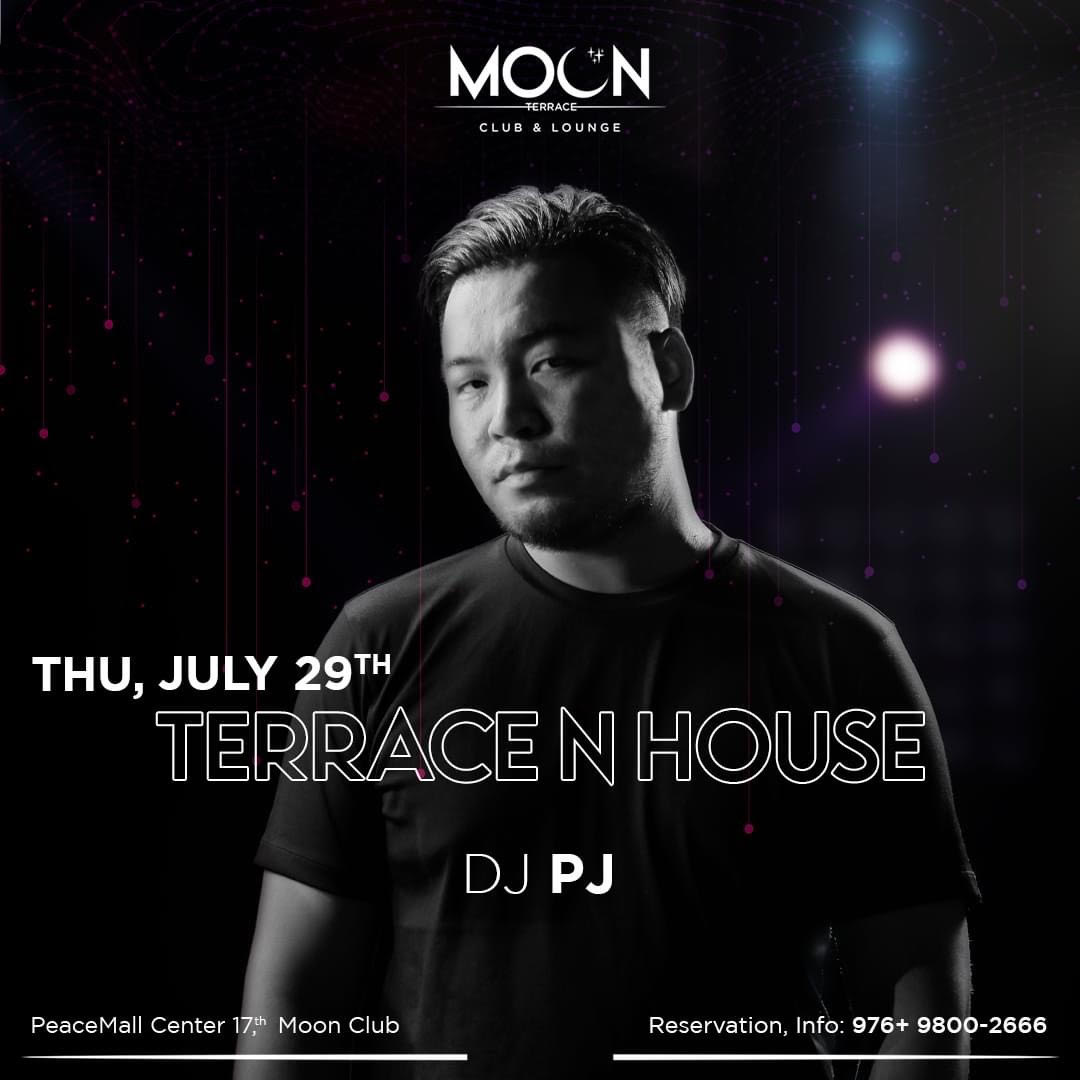 MOON
TERRACE
CLUB & LOUNGE
THU, JULY 29TH
TERRACE N HOUSE
DJ PJ
PeaceMall Center 17,th Moon Club
Reservation, Info: 976+ 9800-2666